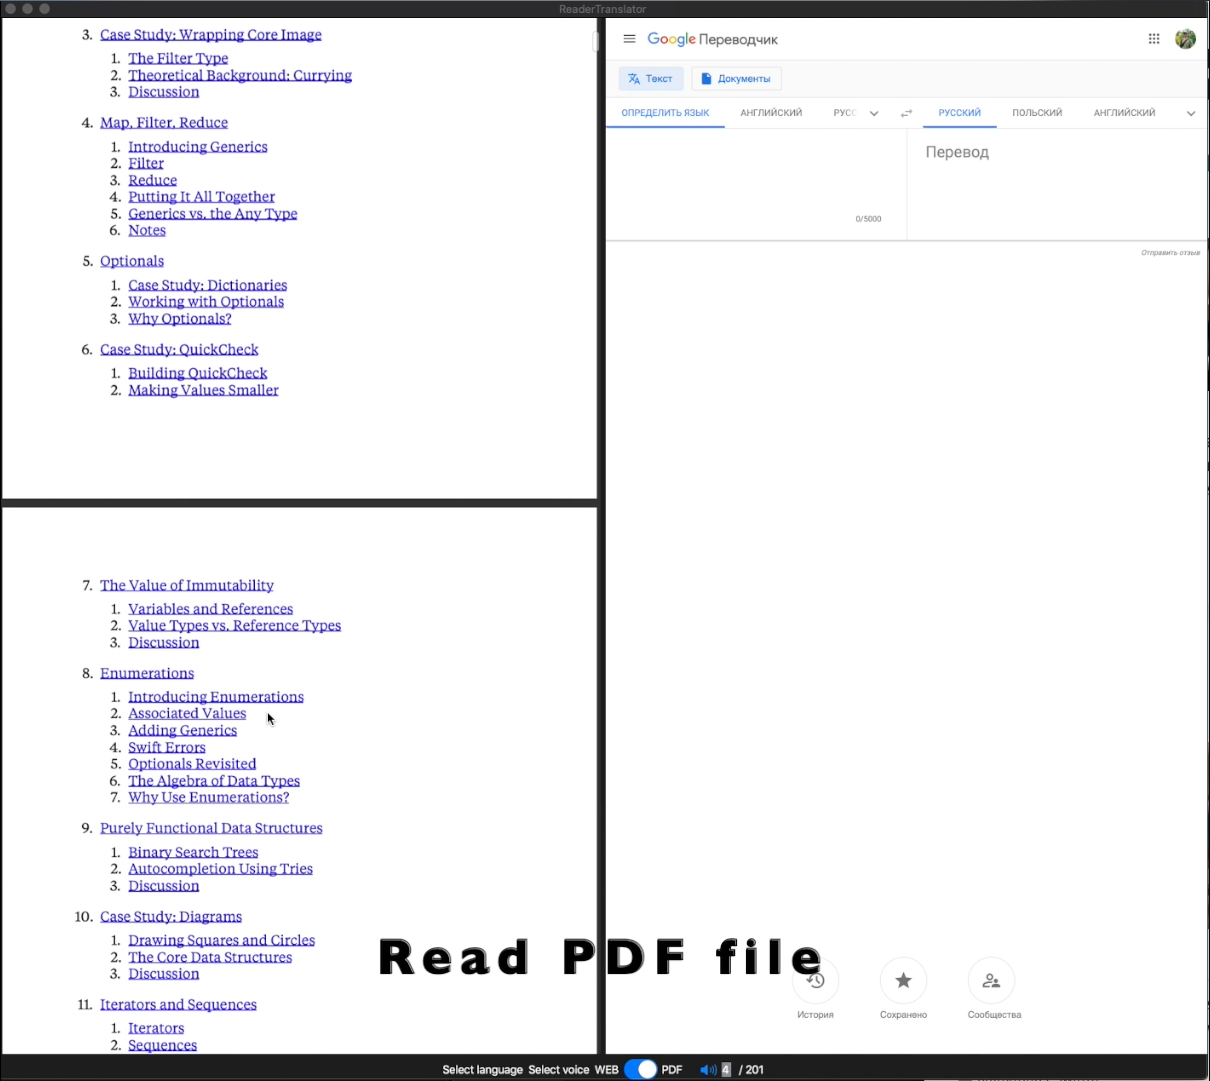 ReaderTranslator
3. Case Study: Wrapping Core Image
1. The Filter Type
2. Theoretical Background: Currying
3. Discussion
4. Map, Filter, Reduce
1. Introducing Generics
2. Filter
3. Reduce
4. Putting It All Together
5. Generics vs. the Any Type
6. Notes
5. Optionals
1. Case Study: Dictionaries
2. Working with Optionals
3. Why Optionals?
6. Case Study: QuickCheck
1. Building QuickCheck
2. Making Values Smaller
7. The Value of Immutability
1. Variables and References
2. Value Types vs. Reference Types
3. Discussion
8. Enumerations
1. Introducing Enumerations
2. Associated Values
3. Adding Generics
4. Swift Errors
5. Optionals Revisited
6. The Algebra of Data Types
7. Why Use Enumerations?
9. Purely Functional Data Structures
1. Binary Search Trees
2. Autocompletion Using Tries
3. Discussion
10. Case Study: Diagrams
1. Drawing Squares and Circles
2. The Core Data Structures
3. Discussion
11. Iterators and Sequences
1. Iterators
2. Sequences
Google Переводчик
Текст Документы
ОПРЕДЕЛИТЬ ЯЗЫК АНГЛИЙСКИЙ РУСС РУССКИЙ ПОЛЬСКИЙ АНГЛИЙСКИЙ
Перевод
0/5000
Отправить отзыв
Read PDF file
История Сохранено Сообщества
Select language Select voice WEB PDF 4 / 201